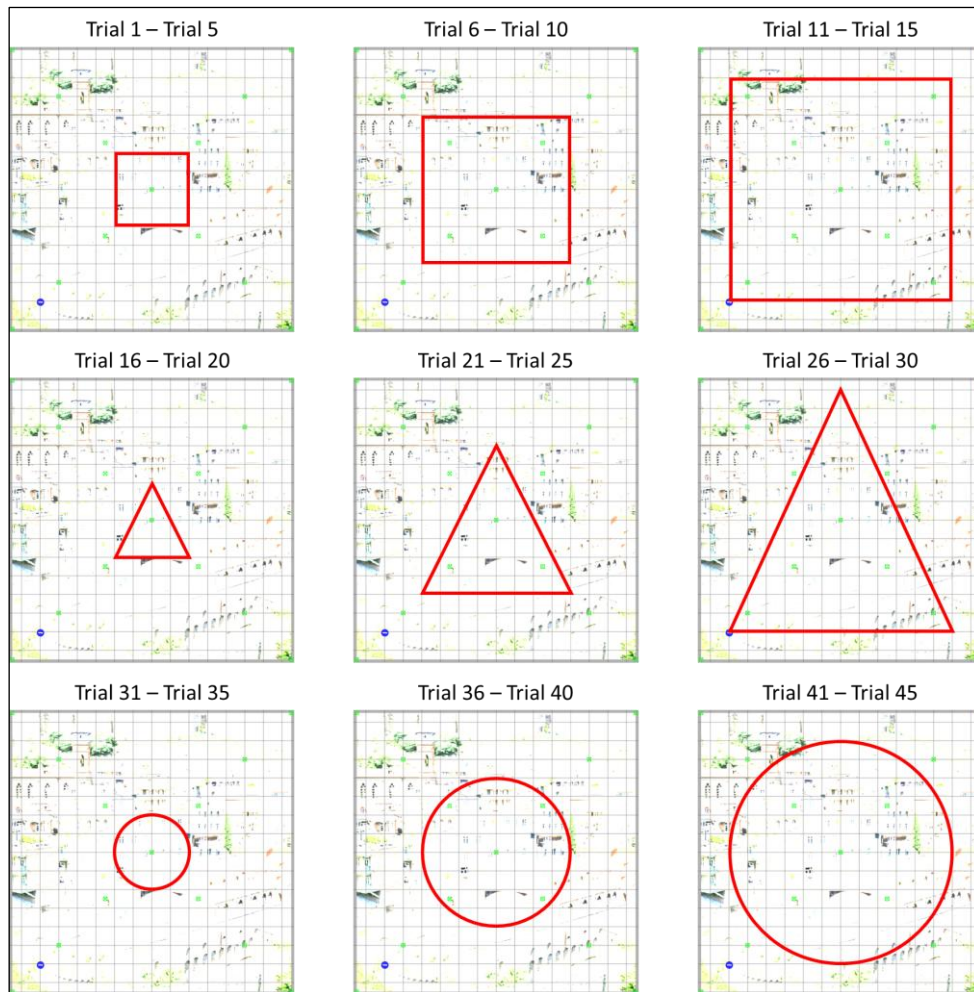 Trial 1 – Trial 5
Trial 6 – Trial 10
Trial 11 – Trial 15
Trial 16 – Trial 20
Trial 21 – Trial 25
Trial 26 – Trial 30
Trial 31 – Trial 35
Trial 36 – Trial 40
Trial 41 – Trial 45